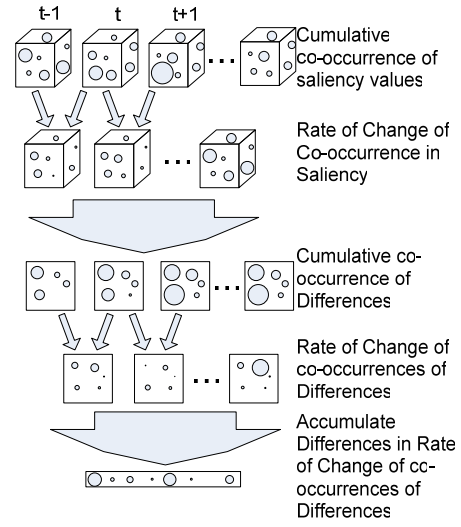 t-1 t t+1
Cumulative
co-occurrence of
saliency values
Rate of Change of
Co-occurrence in
Saliency
Cumulative co-
occurrence of
Differences
Rate of Change of
co-occurrences of
Differences
Accumulate
Differences in Rate
of Change of co-
occurrences of
Differences